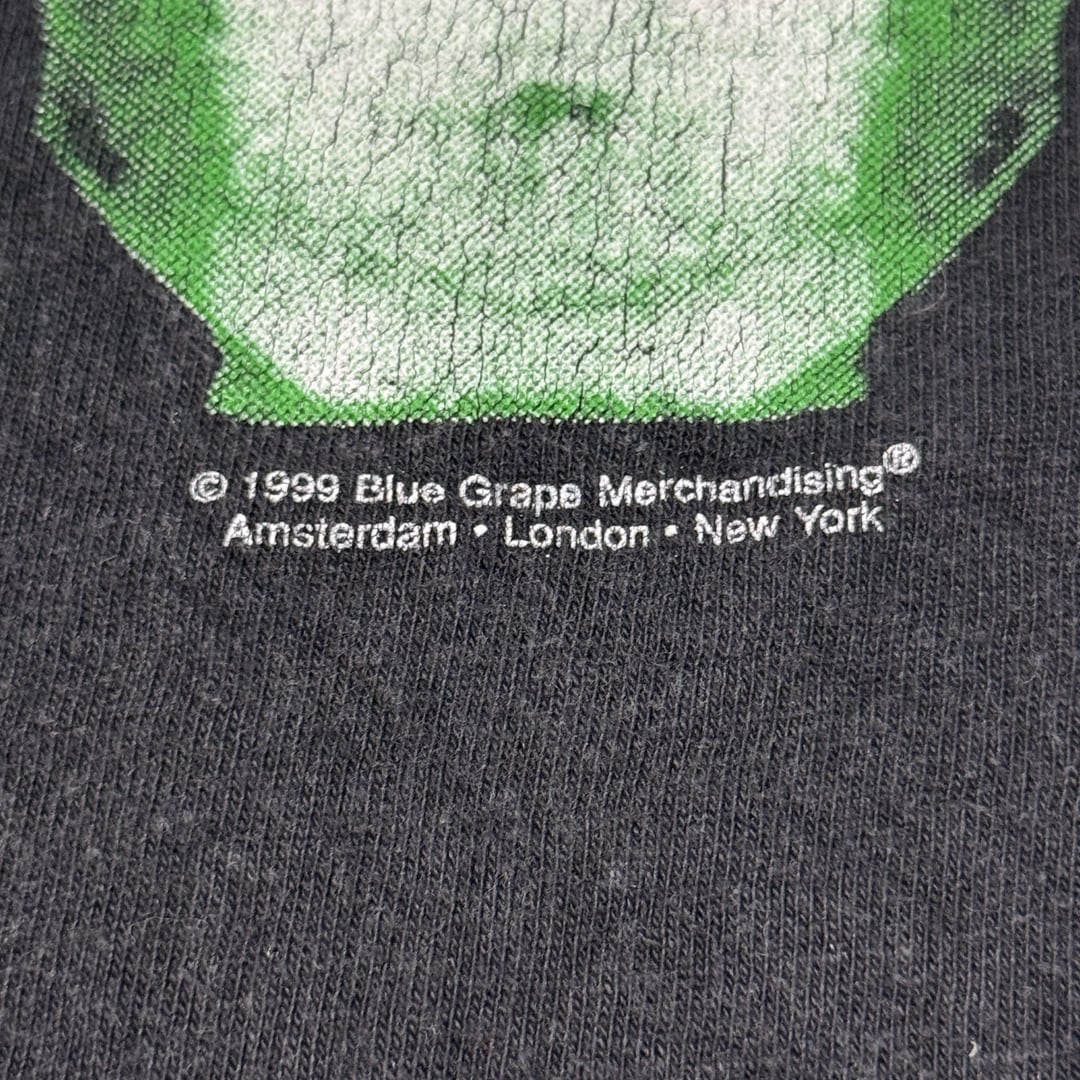 © 1999 Blue Grape Merchandising®
Amsterdam • London • New York